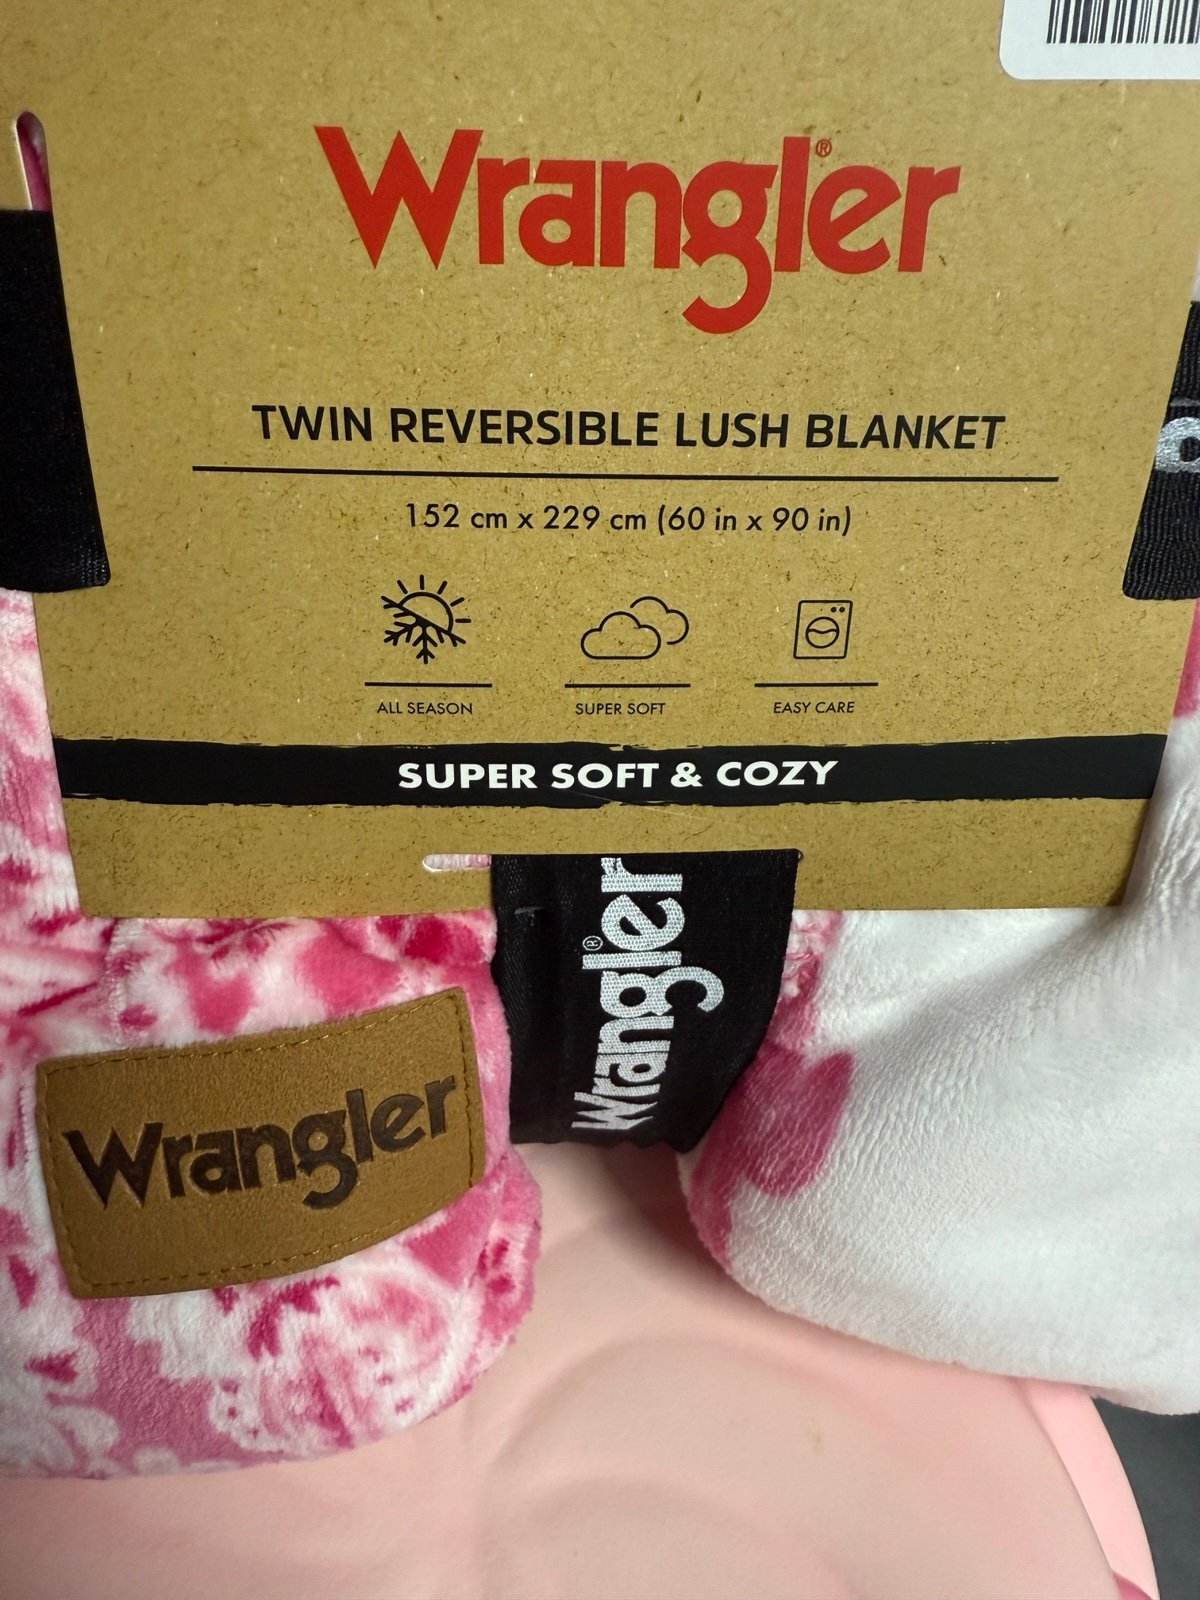 Wrangler®
TWIN REVERSIBLE LUSH BLANKET
152 cm x 229 cm (60 in x 90 in)
ALL SEASON
SUPER SOFT
EASY CARE
SUPER SOFT & COZY
Wrangler®
Wrangler